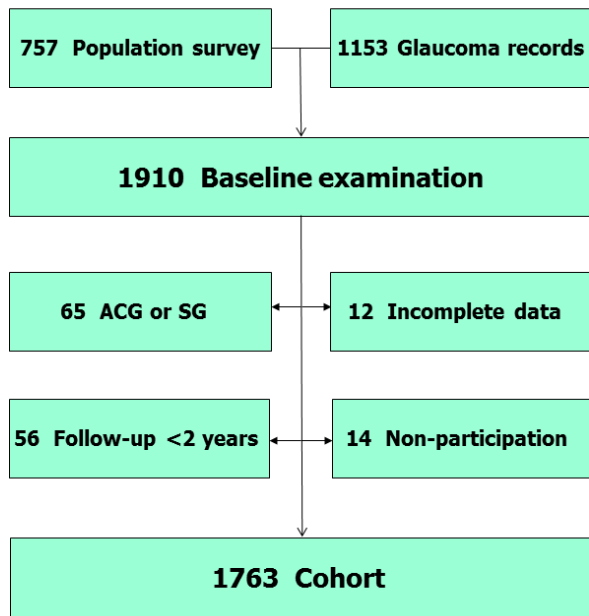 757 Population survey
1153 Glaucoma records
1910 Baseline examination
65 ACG or SG
12 Incomplete data
56 Follow-up <2 years
14 Non-participation
1763 Cohort